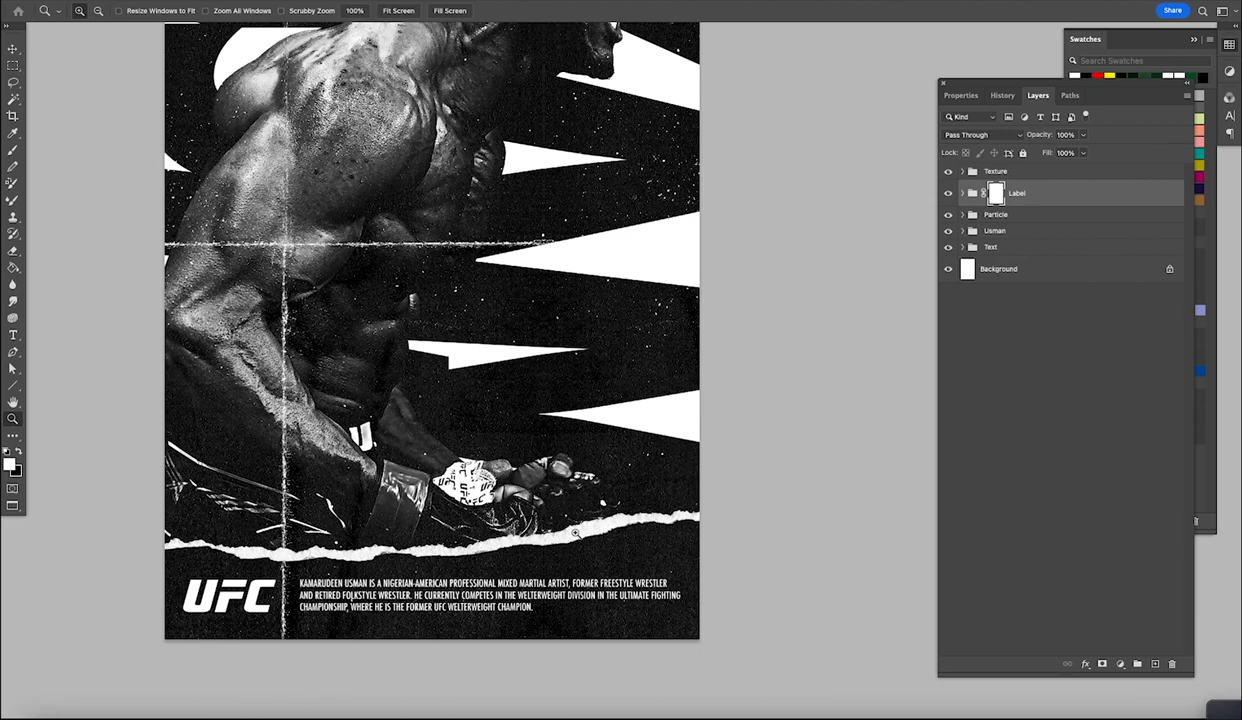 Resize Windows to Fit
Zoom All Windows
Scrubby Zoom
100%
Fit Screen
Fill Screen
Share
Swatches
Search Swatches
Properties
History
Layers
Paths
Kind
Pass Through
Opacity: 100%
Lock:
Fill: 100%
Texture
Label
Particle
Usman
Text
Background
UFC
KAMARUDEEN USMAN IS A NIGERIAN-AMERICAN PROFESSIONAL MIXED MARTIAL ARTIST, FORMER FREESTYLE WRESTLER
AND RETIRED FOLKSTYLE WRESTLER. HE CURRENTLY COMPETES IN THE WELTERWEIGHT DIVISION IN THE ULTIMATE FIGHTING
CHAMPIONSHIP, WHERE HE IS THE FORMER UFC WELTERWEIGHT CHAMPION.